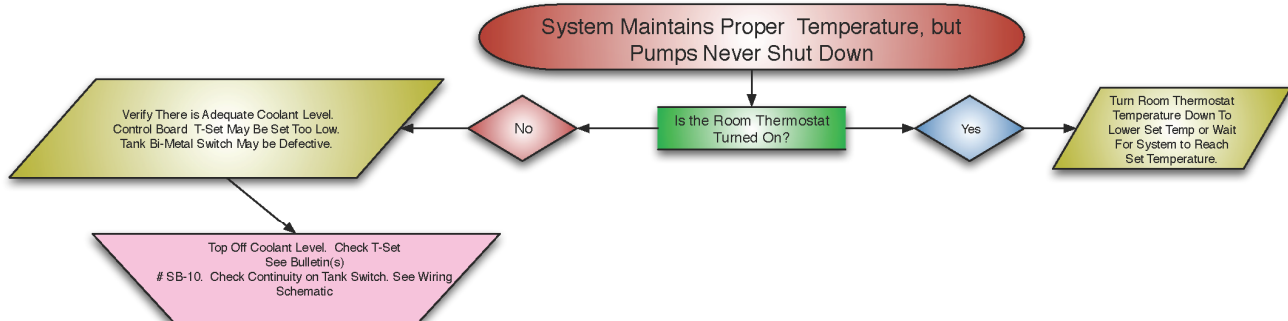 System Maintains Proper Temperature, but
Pumps Never Shut Down
Verify There is Adequate Coolant Level.
Control Board T-Set May Be Set Too Low.
Tank Bi-Metal Switch May be Defective.
No
Is the Room Thermostat
Turned On?
Yes
Turn Room Thermostat
Temperature Down To
Lower Set Temp or Wait
For System to Reach
Set Temperature.
Top Off Coolant Level. Check T-Set
See Bulletin(s)
# SB-10. Check Continuity on Tank Switch. See Wiring
Schematic